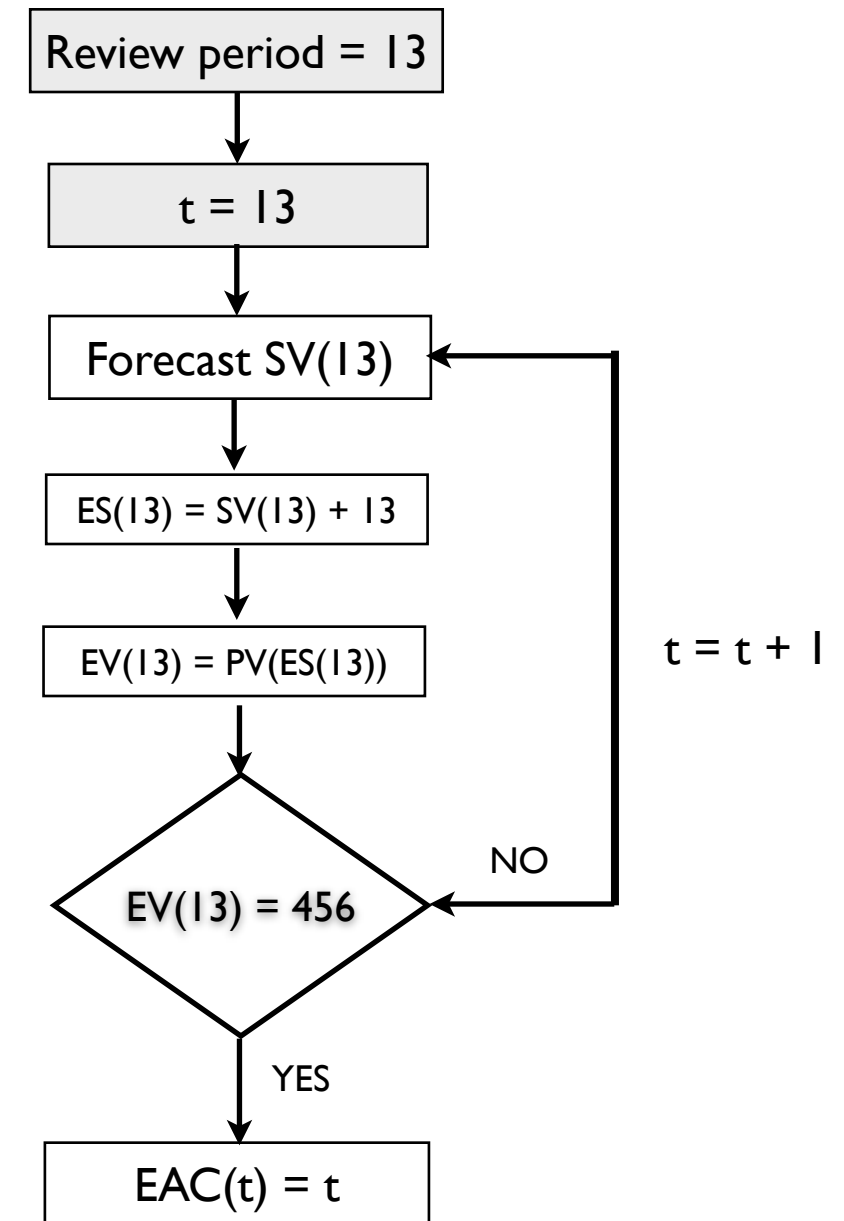 Review period = 13
t = 13
Forecast SV(13)
ES(13) = SV(13) + 13
EV(13) = PV(ES(13))
t = t + 1
NO
EV(13) = 456
YES
EAC(t) = t